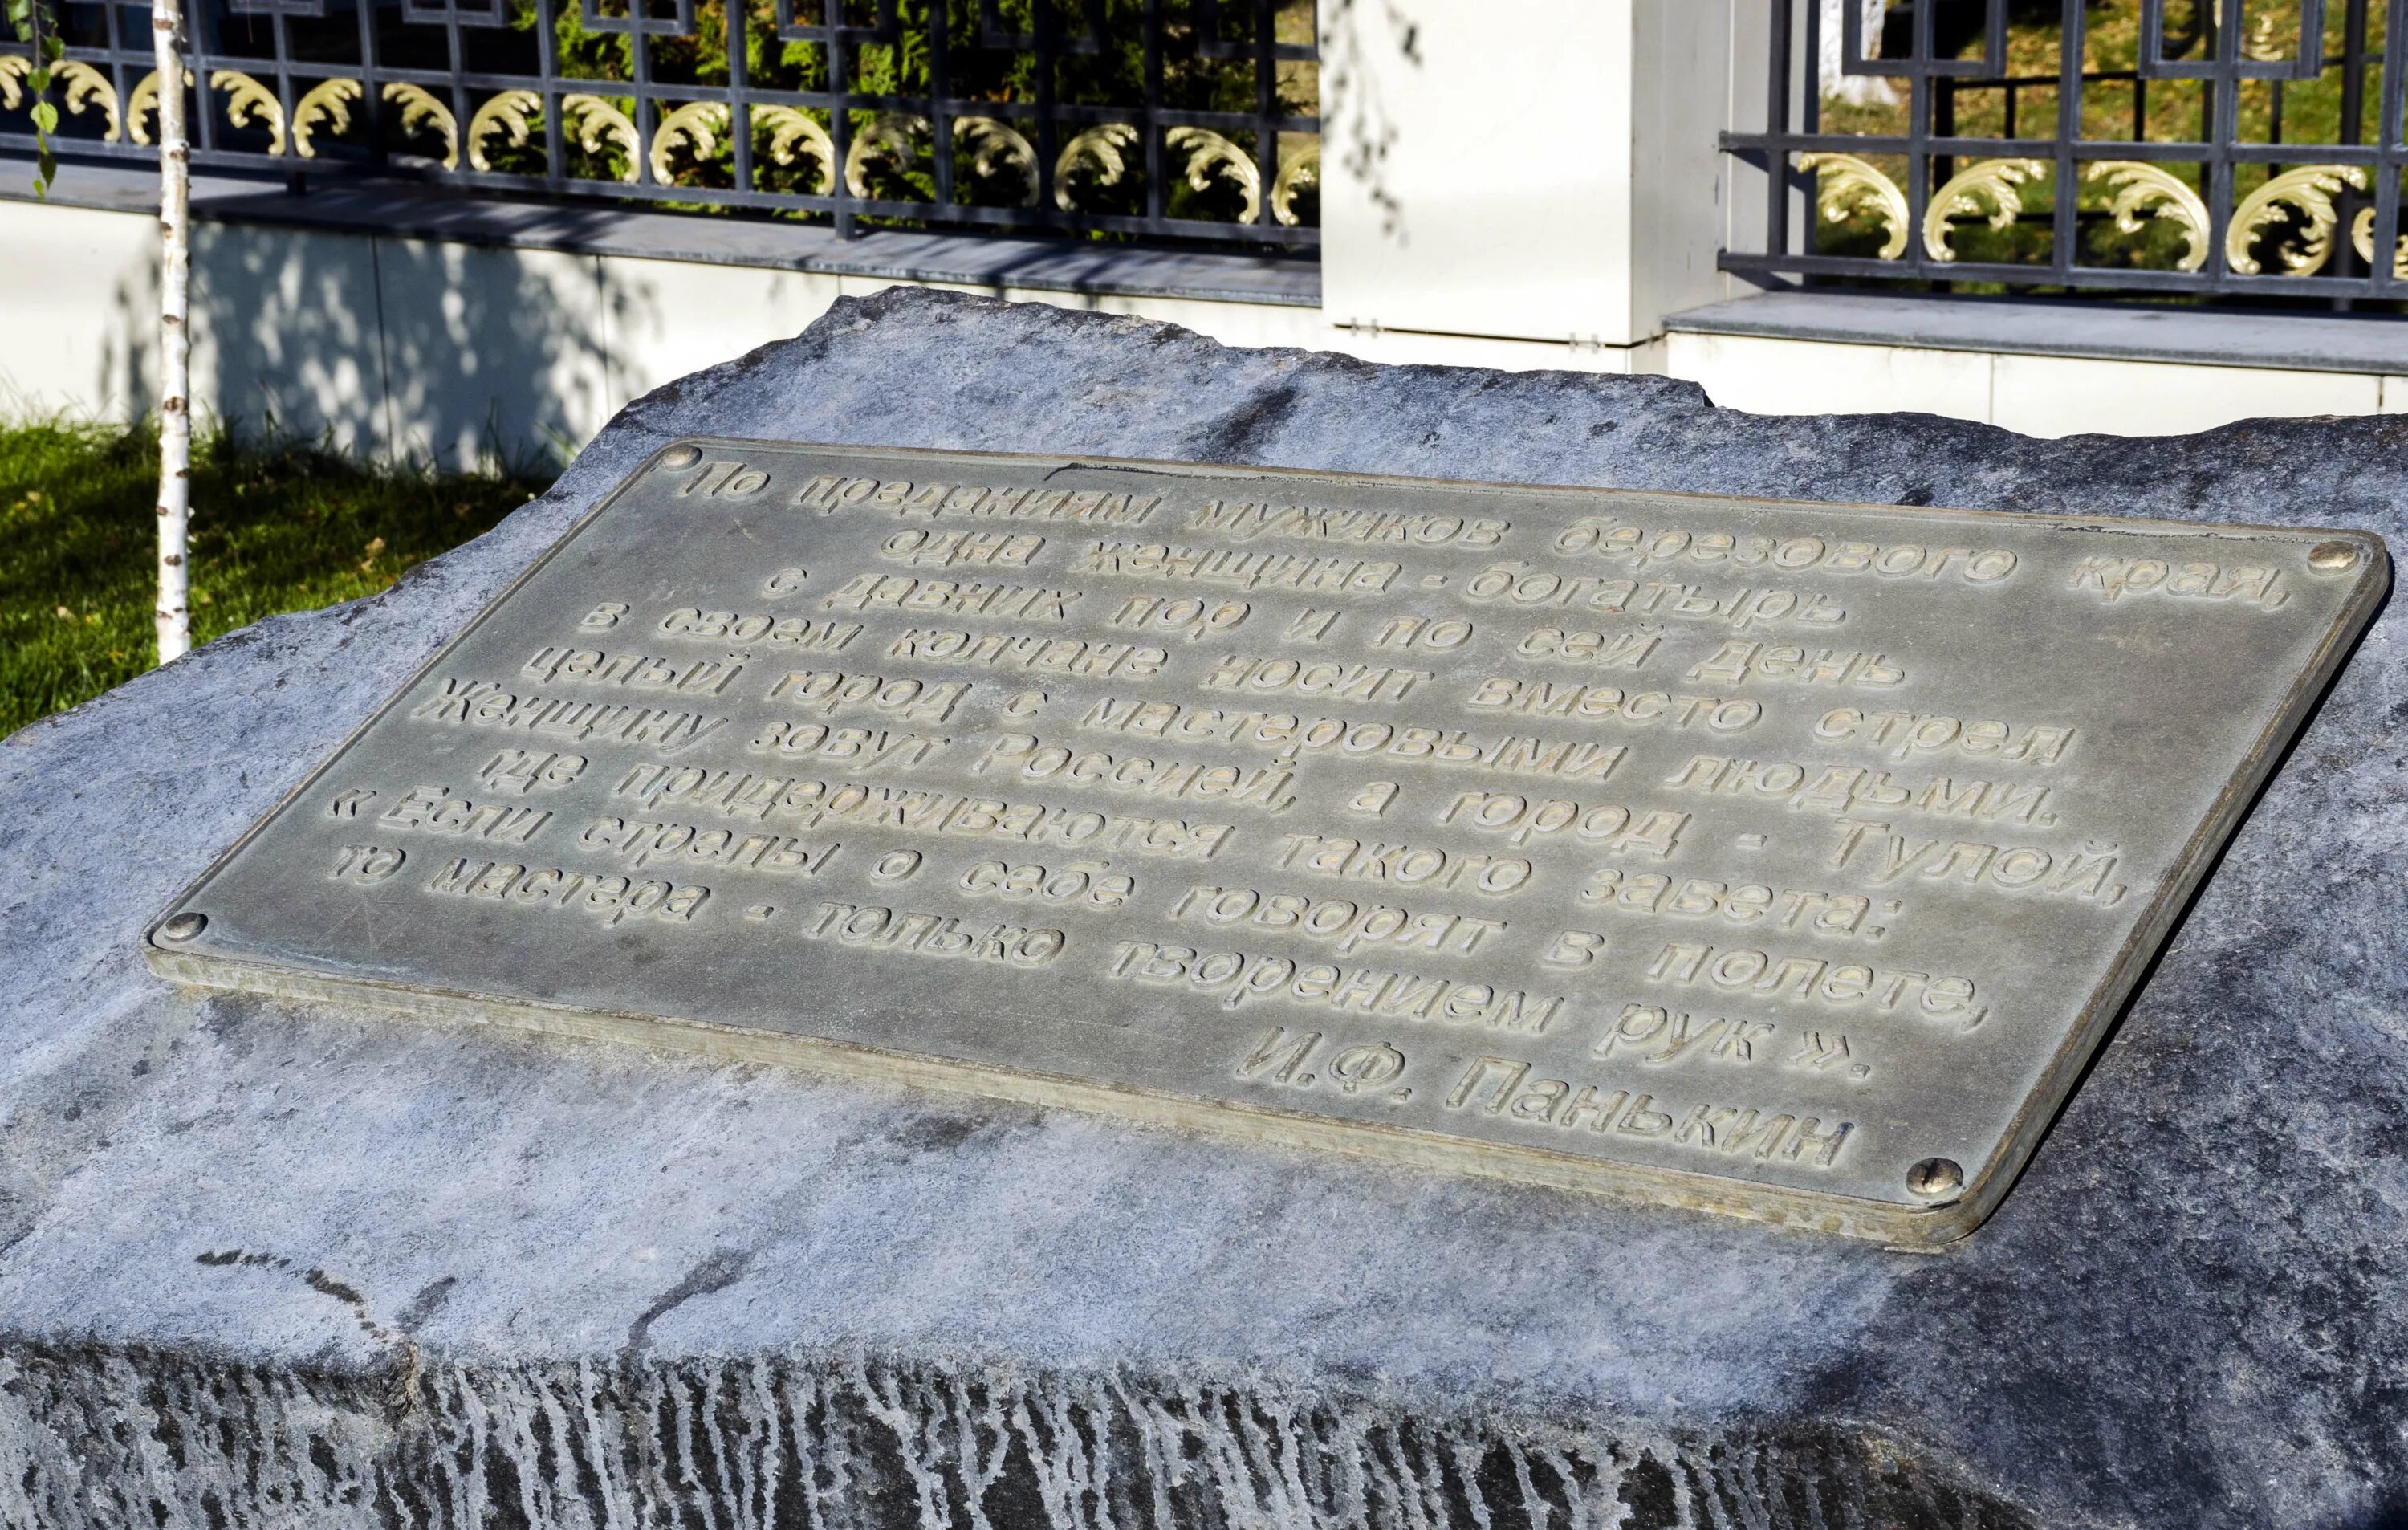 По преданиям мужиков березового края,
одна женщина - богатырь
с давних пор и по сей день
в своем колчане носит вместо стрел
целый город с мастеровыми людьми.
Женщину зовут Россией, а город - Тулой,
где придерживаются такого завета:
« Если стрелы о себе говорят в полете,
то мастера - только творением рук ».
И.Ф. Панькин